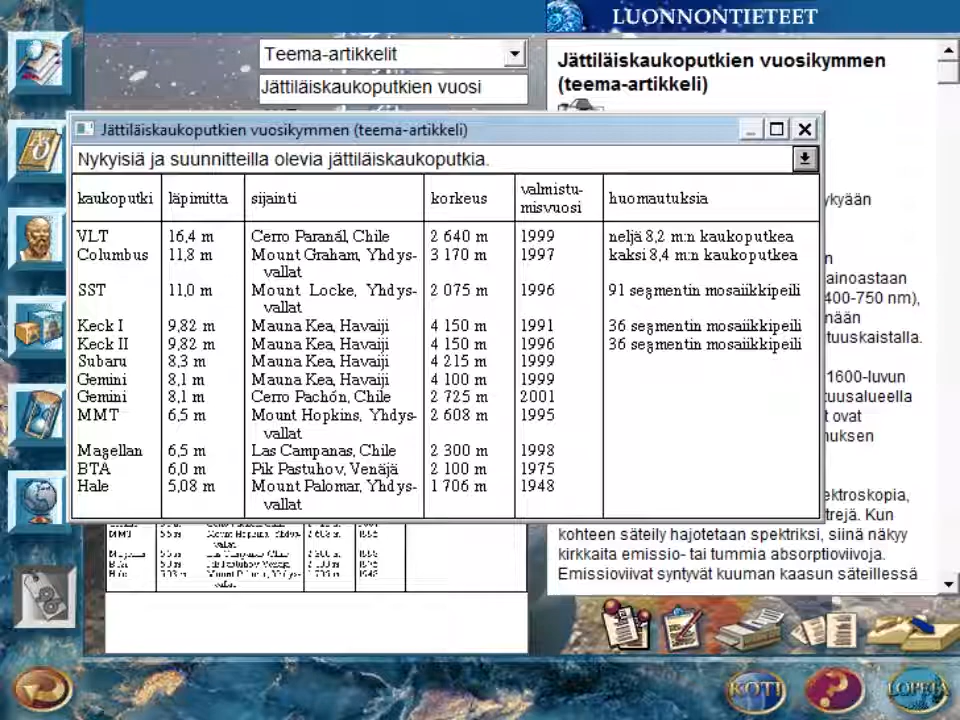 LUONNONTIETEET
Teema-artikkelit
Jättiläiskaukoputkien vuosi
Jättiläiskaukoputkien vuosikymmen
(teema-artikkeli)
Jättiläiskaukoputkien vuosikymmen (teema-artikkeli)
Nykyisiä ja suunnitteilla olevia jättiläiskaukoputkia.
kaukoputki läpimitta sijainti korkeus valmistu-
misvuosi huomautuksia
VLT 16,4 m Cerro Paranál, Chile 2 640 m 1999 neljä 8,2 m:n kaukoputkea
Columbus 11,8 m Mount Graham, Yhdys- 3 170 m 1997 kaksi 8,4 m:n kaukoputkea
vallat
SST 11,0 m Mount Locke, Yhdys- 2 075 m 1996 91 segmentin mosaiikkipeili
vallat
Keck I 9,82 m Mauna Kea, Havaiji 4 150 m 1991 36 segmentin mosaiikkipeili
Keck II 9,82 m Mauna Kea, Havaiji 4 150 m 1996 36 segmentin mosaiikkipeili
Subaru 8,3 m Mauna Kea, Havaiji 4 215 m 1999
Gemini 8,1 m Mauna Kea, Havaiji 4 100 m 1999
Gemini 8,1 m Cerro Pachón, Chile 2 725 m 2001
MMT 6,5 m Mount Hopkins, Yhdys- 2 608 m 1995
vallat
Magellan 6,5 m Las Campanas, Chile 2 300 m 1998
BTA 6,0 m Pik Pastuhov, Venäjä 2 100 m 1975
Hale 5,08 m Mount Palomar, Yhdys- 1 706 m 1948
vallat
ainoastaan
400-750 nm),
tuuskaistalla.
1600-luvun
tuusalueella
t ovat
ektroskopia,
trejä. Kun
kohteen säteily hajotetaan spektriksi, siinä näkyy
kirkkaita emissio- tai tummia absorptioviivoja.
Emissioviivat syntyvät kuuman kaasun säteillessä
KOTI
?
LOPETA